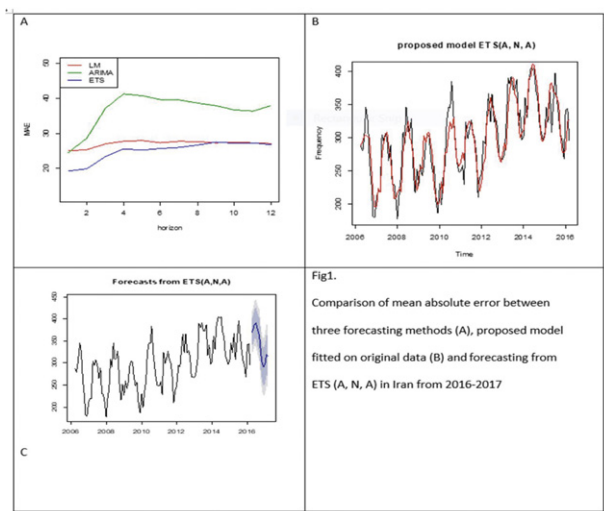 A
LM
ARIMA
ETS
50
40
30
20
MAE
2 4 6 8 10 12
horizon
B
proposed model ETS(A, N, A)
400
350
300
250
200
Frequency
2006 2008 2010 2012 2014 2016
Time
Forecasts from ETS(A,N,A)
450
400
350
300
250
200
2006 2008 2010 2012 2014 2016
C
Fig1.
Comparison of mean absolute error between
three forecasting methods (A), proposed model
fitted on original data (B) and forecasting from
ETS (A, N, A) in Iran from 2016-2017